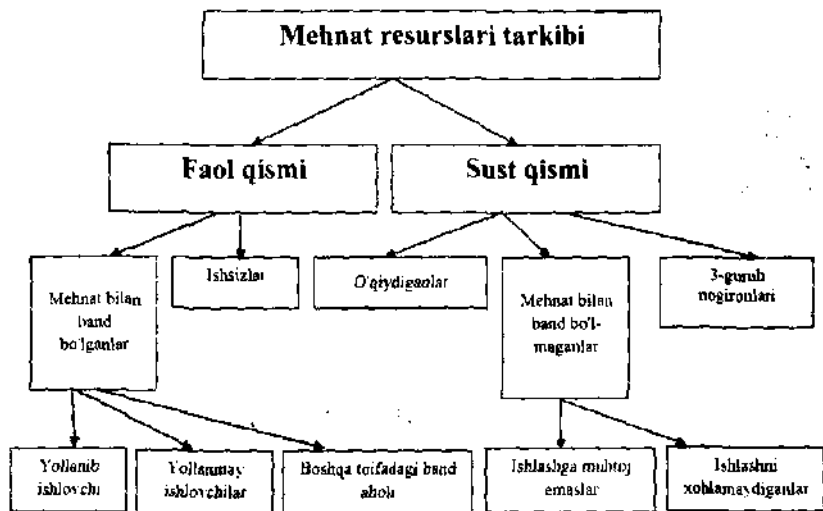 Mehnat resurslari tarkibi
Faol qismi
Sust qismi
Mehnat bilan
band
bo'lganlar
Ishsizlar
O'qiydiganlar
Mehnat bilan
band bo'l-
maganlar
3-guruh
nogironlari
Yollanib
ishlovchi
Yollanmay
ishlovchilar
Boshqa toifadagi band
aholi
Ishlashga muhtoj
emaslar
Ishlashni
xohlamaydiganlar